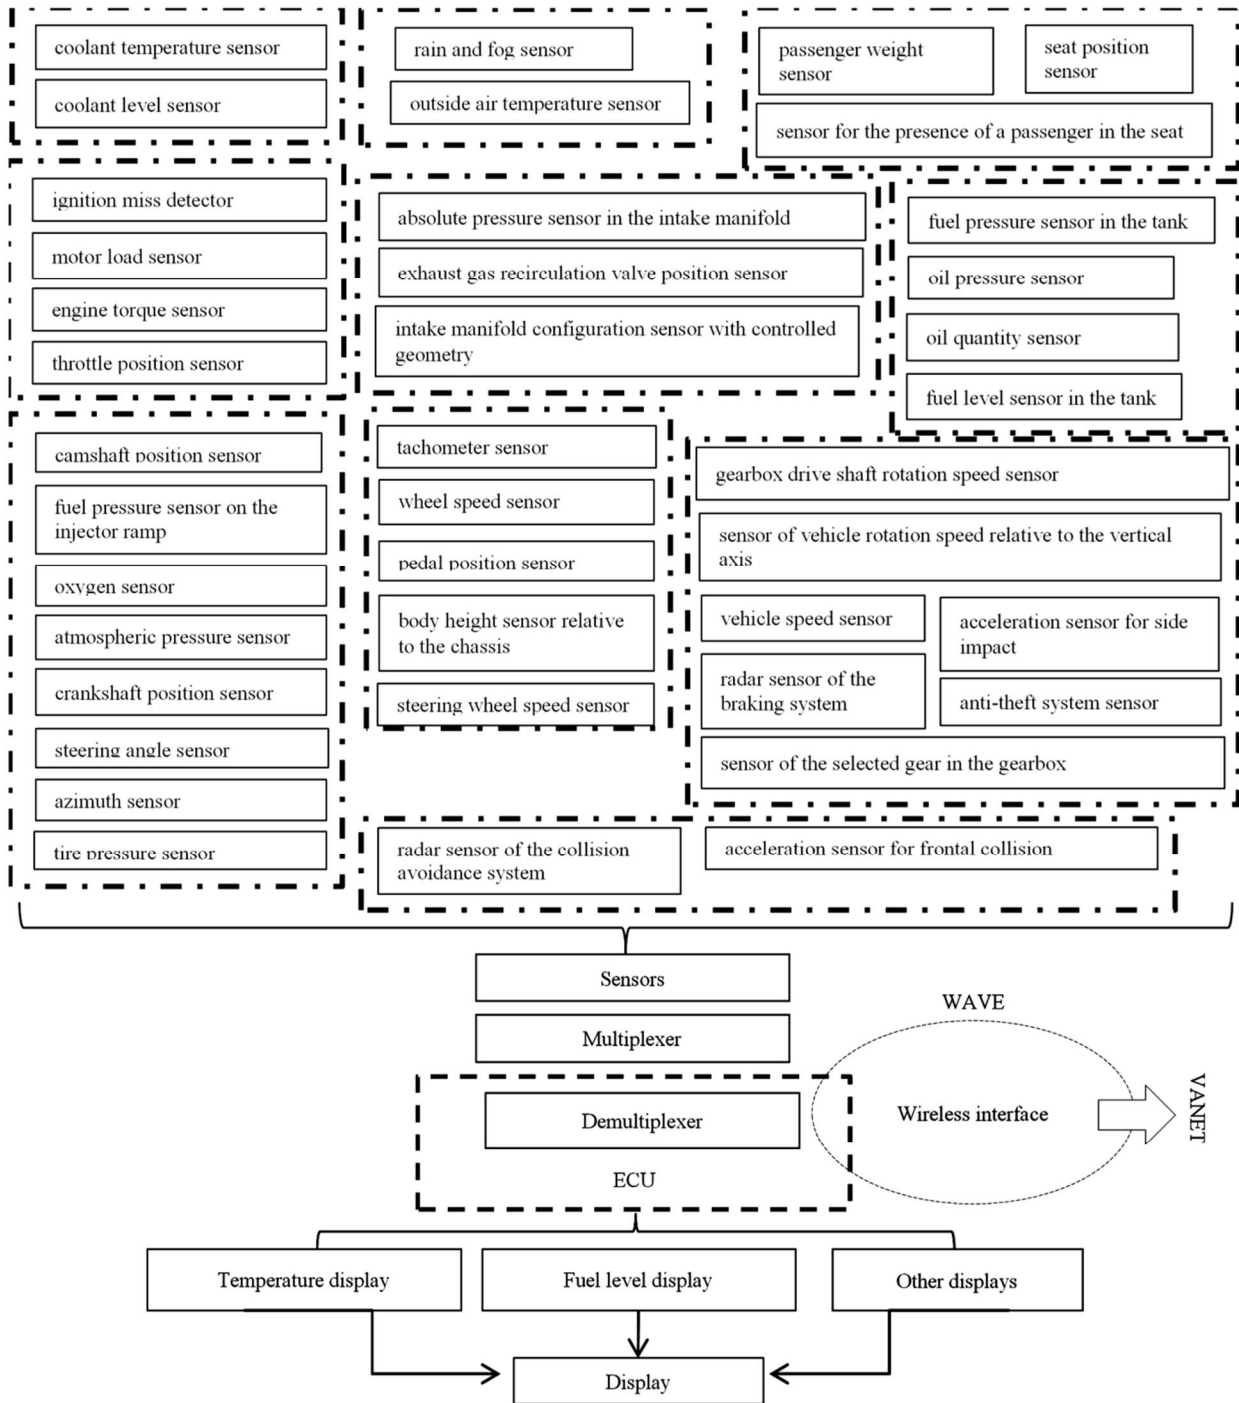 coolant temperature sensor
coolant level sensor
rain and fog sensor
outside air temperature sensor
passenger weight
sensor
seat position
sensor
sensor for the presence of a passenger in the seat
ignition miss detector
motor load sensor
engine torque sensor
throttle position sensor
absolute pressure sensor in the intake manifold
exhaust gas recirculation valve position sensor
intake manifold configuration sensor with controlled
geometry
fuel pressure sensor in the tank
oil pressure sensor
oil quantity sensor
fuel level sensor in the tank
camshaft position sensor
fuel pressure sensor on the
injector ramp
oxygen sensor
atmospheric pressure sensor
crankshaft position sensor
steering angle sensor
azimuth sensor
tire pressure sensor
tachometer sensor
wheel speed sensor
pedal position sensor
body height sensor relative
to the chassis
steering wheel speed sensor
gearbox drive shaft rotation speed sensor
sensor of vehicle rotation speed relative to the vertical
axis
vehicle speed sensor
acceleration sensor for side
impact
radar sensor of the
braking system
anti-theft system sensor
sensor of the selected gear in the gearbox
radar sensor of the collision
avoidance system
acceleration sensor for frontal collision
Sensors
Multiplexer
WAVE
Demultiplexer
Wireless interface
VANET
ECU
Temperature display
Fuel level display
Other displays
Display